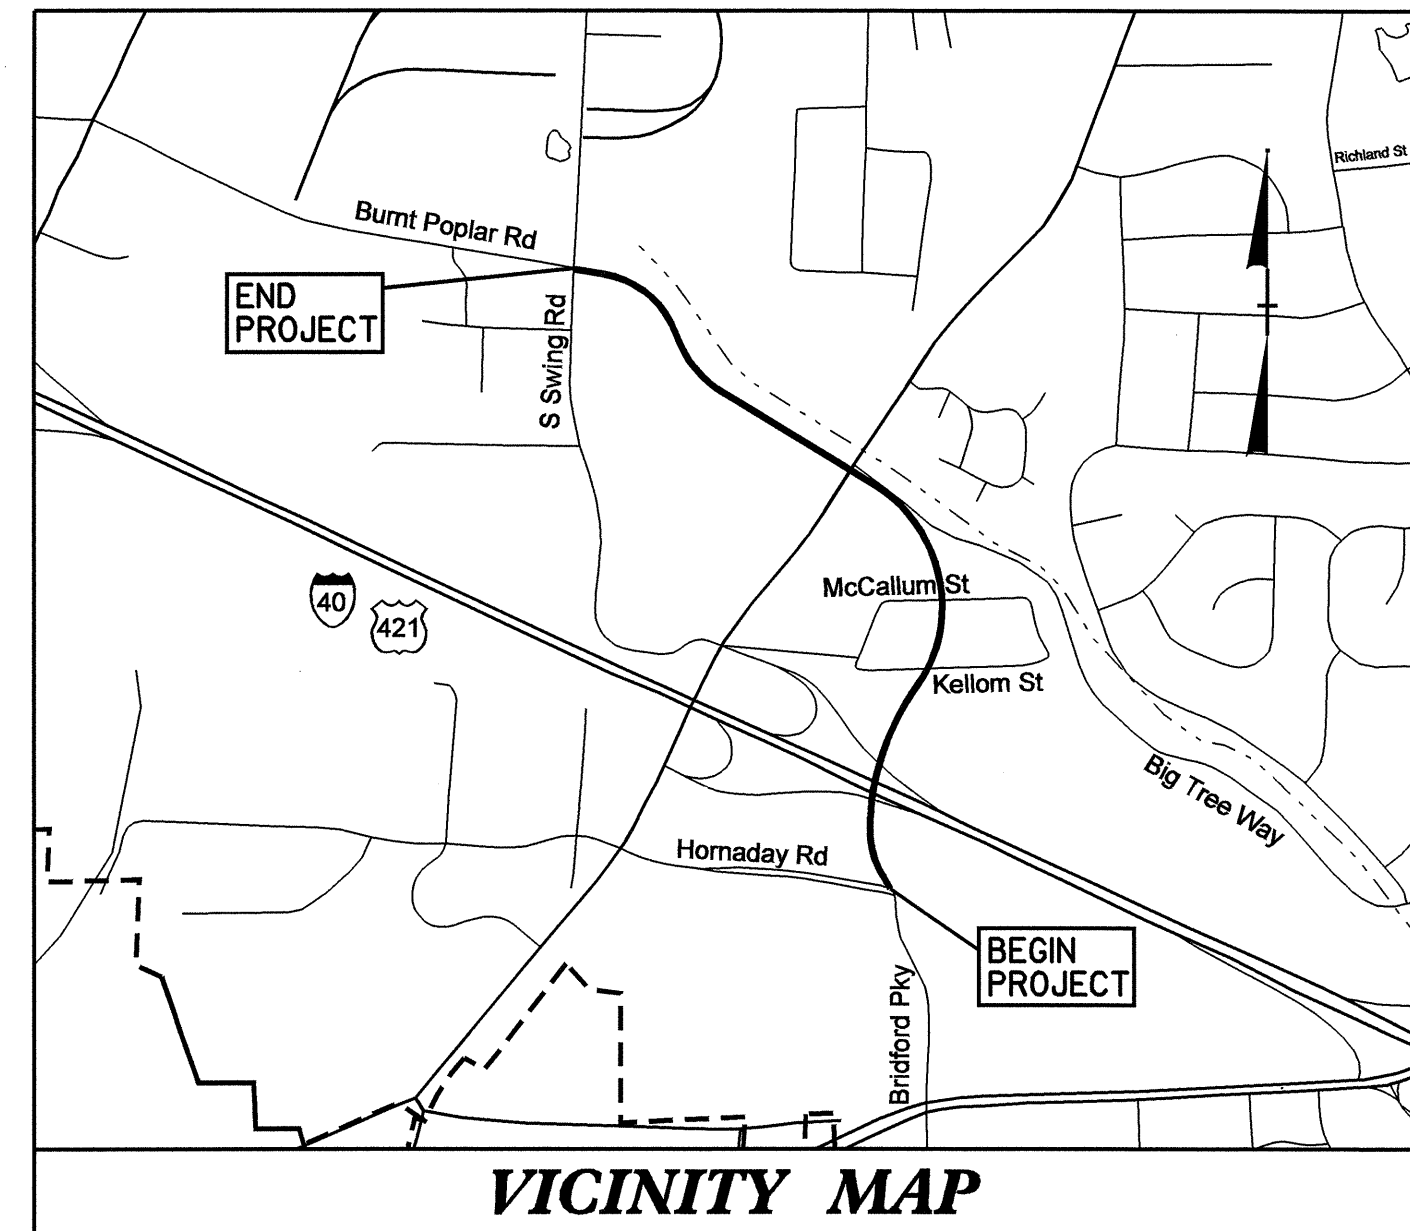 Richland St
Burnt Poplar Rd
END
PROJECT
S Swing Rd
40
421
McCallum St
Kellom St
Big Tree Way
Hornaday Rd
BEGIN
PROJECT
Bridford Pky
VICINITY MAP